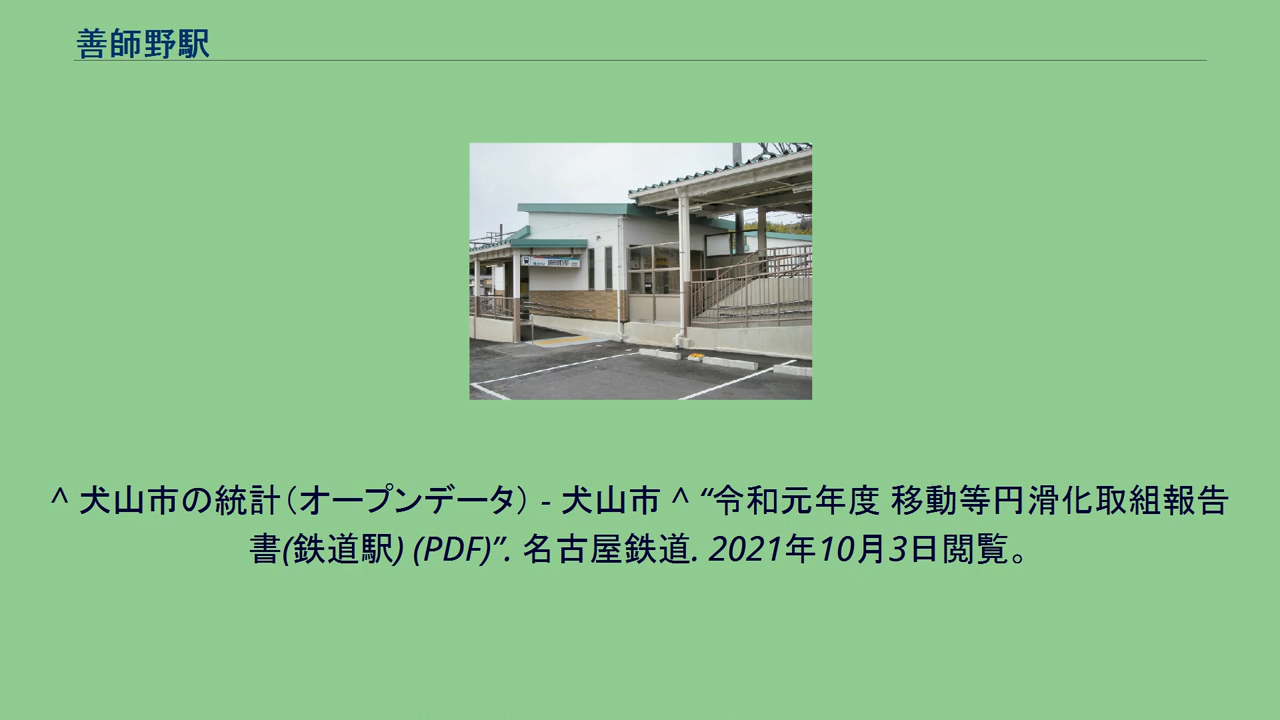 善師野駅
^ 犬山市の統計（オープンデータ） - 犬山市 ^ “令和元年度 移動等円滑化取組報告
書(鉄道駅) (PDF)”. 名古屋鉄道. 2021年10月3日閲覧。